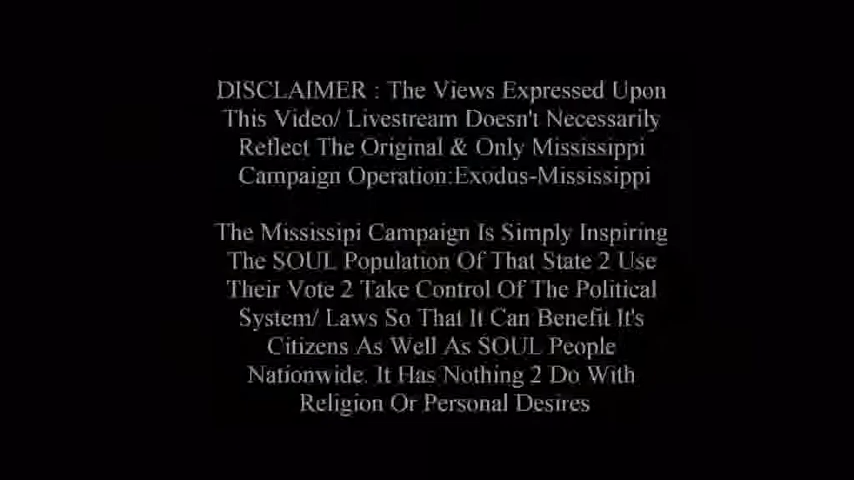 DISCLAIMER : The Views Expressed Upon
This Video/ Livestream Doesn't Necessarily
Reflect The Original & Only Mississippi
Campaign Operation:Exodus-Mississippi
The Mississipi Campaign Is Simply Inspiring
The SOUL Population Of That State 2 Use
Their Vote 2 Take Control Of The Political
System/ Laws So That It Can Benefit It's
Citizens As Well As SOUL People
Nationwide. It Has Nothing 2 Do With
Religion Or Personal Desires